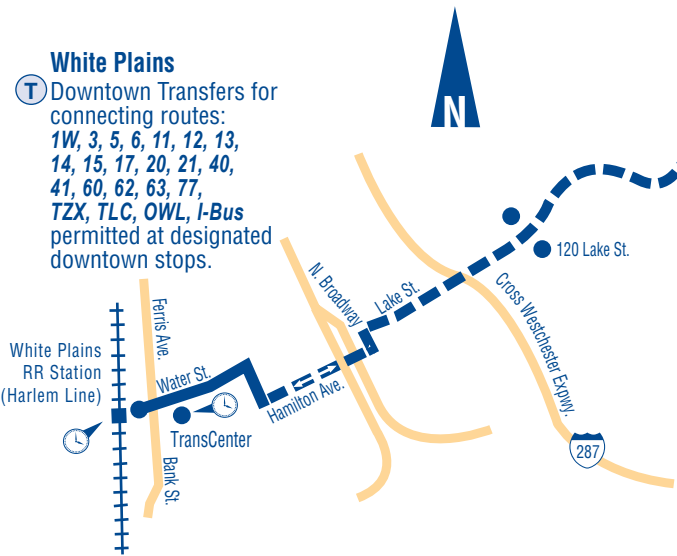 White Plains
T Downtown Transfers for
connecting routes:
1W, 3, 5, 6, 11, 12, 13,
14, 15, 17, 20, 21, 40,
41, 60, 62, 63, 77,
TZX, TLC, OWL, I-Bus
permitted at designated
downtown stops.
N
120 Lake St.
N. Broadway
Lake St.
Cross Westchester Expwy.
Ferris Ave.
White Plains
RR Station
(Harlem Line)
Water St.
Hamilton Ave.
TransCenter
Bank St.
287